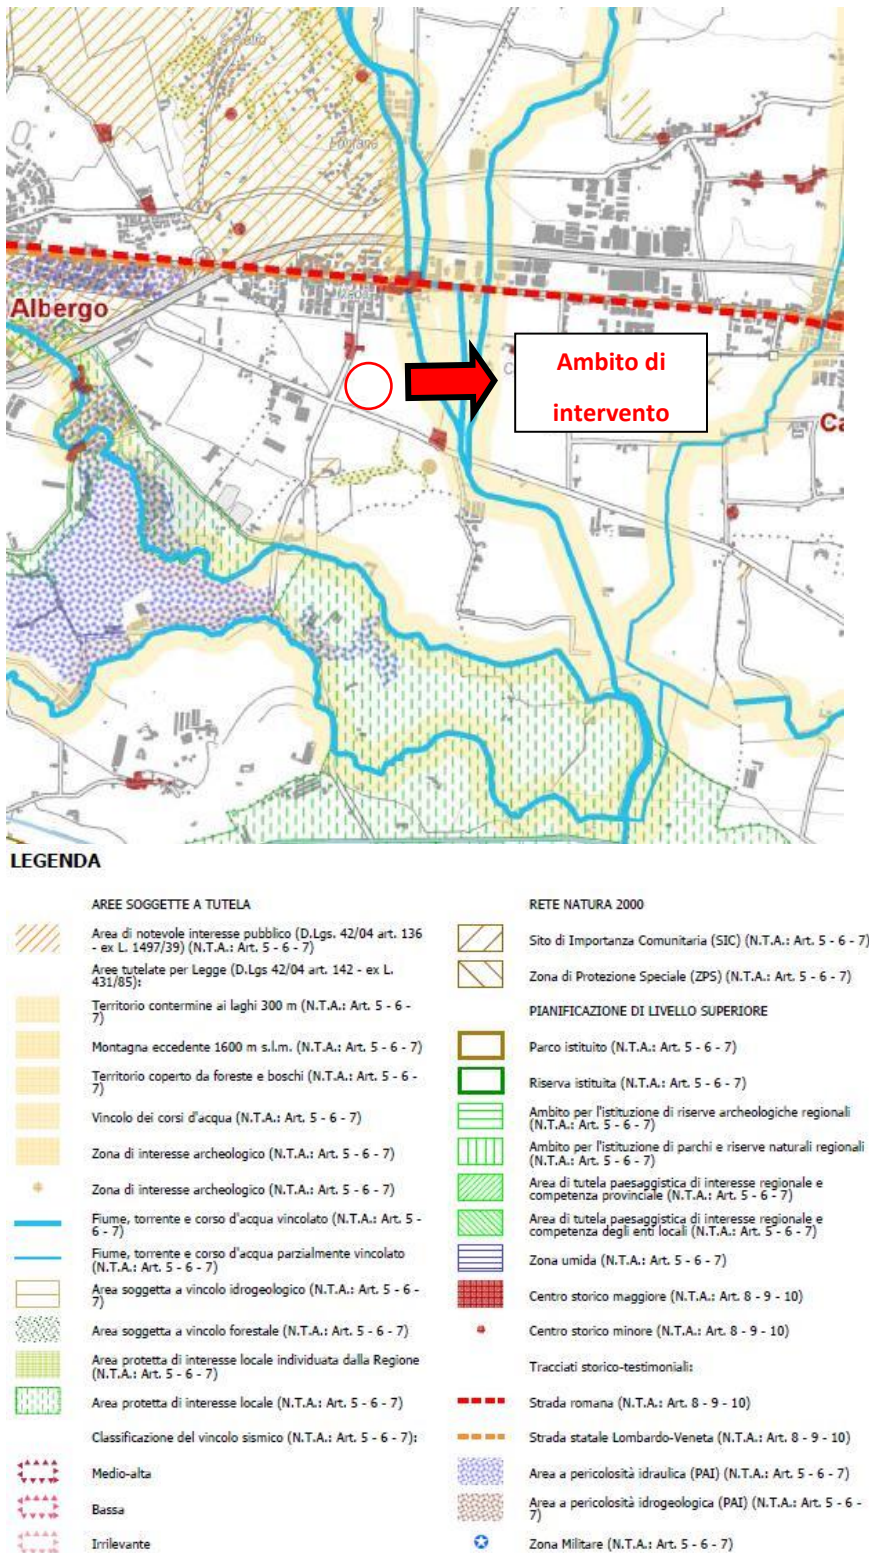 Fontana
Albergo
Ambito di
intervento
Ca
LEGENDA
AREE SOGGETTE A TUTELA
Area di notevole interesse pubblico (D.Lgs. 42/04 art. 136
- ex L. 1497/39) (N.T.A.: Art. 5 - 6 - 7)
Aree tutelate per Legge (D.Lgs 42/04 art. 142 - ex L.
431/85):
Territorio contermine ai laghi 300 m (N.T.A.: Art. 5 - 6 -
7)
Montagna eccedente 1600 m s.l.m. (N.T.A.: Art. 5 - 6 - 7)
Territorio coperto da foreste e boschi (N.T.A.: Art. 5 - 6 -
7)
Vincolo dei corsi d'acqua (N.T.A.: Art. 5 - 6 - 7)
Zona di interesse archeologico (N.T.A.: Art. 5 - 6 - 7)
Zona di interesse archeologico (N.T.A.: Art. 5 - 6 - 7)
Fiume, torrente e corso d'acqua vincolato (N.T.A.: Art. 5 -
6 - 7)
Fiume, torrente e corso d'acqua parzialmente vincolato
(N.T.A.: Art. 5 - 6 - 7)
Area soggetta a vincolo idrogeologico (N.T.A.: Art. 5 - 6 -
7)
Area soggetta a vincolo forestale (N.T.A.: Art. 5 - 6 - 7)
Area protetta di interesse locale individuata dalla Regione
(N.T.A.: Art. 5 - 6 - 7)
Area protetta di interesse locale (N.T.A.: Art. 5 - 6 - 7)
Classificazione del vincolo sismico (N.T.A.: Art. 5 - 6 - 7):
Medio-alta
Bassa
Irrilevante
RETE NATURA 2000
Sito di Importanza Comunitaria (SIC) (N.T.A.: Art. 5 - 6 - 7)
Zona di Protezione Speciale (ZPS) (N.T.A.: Art. 5 - 6 - 7)
PIANIFICAZIONE DI LIVELLO SUPERIORE
Parco istituito (N.T.A.: Art. 5 - 6 - 7)
Riserva istituita (N.T.A.: Art. 5 - 6 - 7)
Ambito per l'istituzione di riserve archeologiche regionali
(N.T.A.: Art. 5 - 6 - 7)
Ambito per l'istituzione di parchi e riserve naturali regionali
(N.T.A.: Art. 5 - 6 - 7)
Area di tutela paesaggistica di interesse regionale e
competenza provinciale (N.T.A.: Art. 5 - 6 - 7)
Area di tutela paesaggistica di interesse regionale e
competenza degli enti locali (N.T.A.: Art. 5 - 6 - 7)
Zona umida (N.T.A.: Art. 5 - 6 - 7)
Centro storico maggiore (N.T.A.: Art. 8 - 9 - 10)
Centro storico minore (N.T.A.: Art. 8 - 9 - 10)
Tracciati storico-testimoniali:
Strada romana (N.T.A.: Art. 8 - 9 - 10)
Strada statale Lombardo-Veneta (N.T.A.: Art. 8 - 9 - 10)
Area a pericolosità idraulica (PAI) (N.T.A.: Art. 5 - 6 - 7)
Area a pericolosità idrogeologica (PAI) (N.T.A.: Art. 5 - 6 -
7)
Zona Militare (N.T.A.: Art. 5 - 6 - 7)